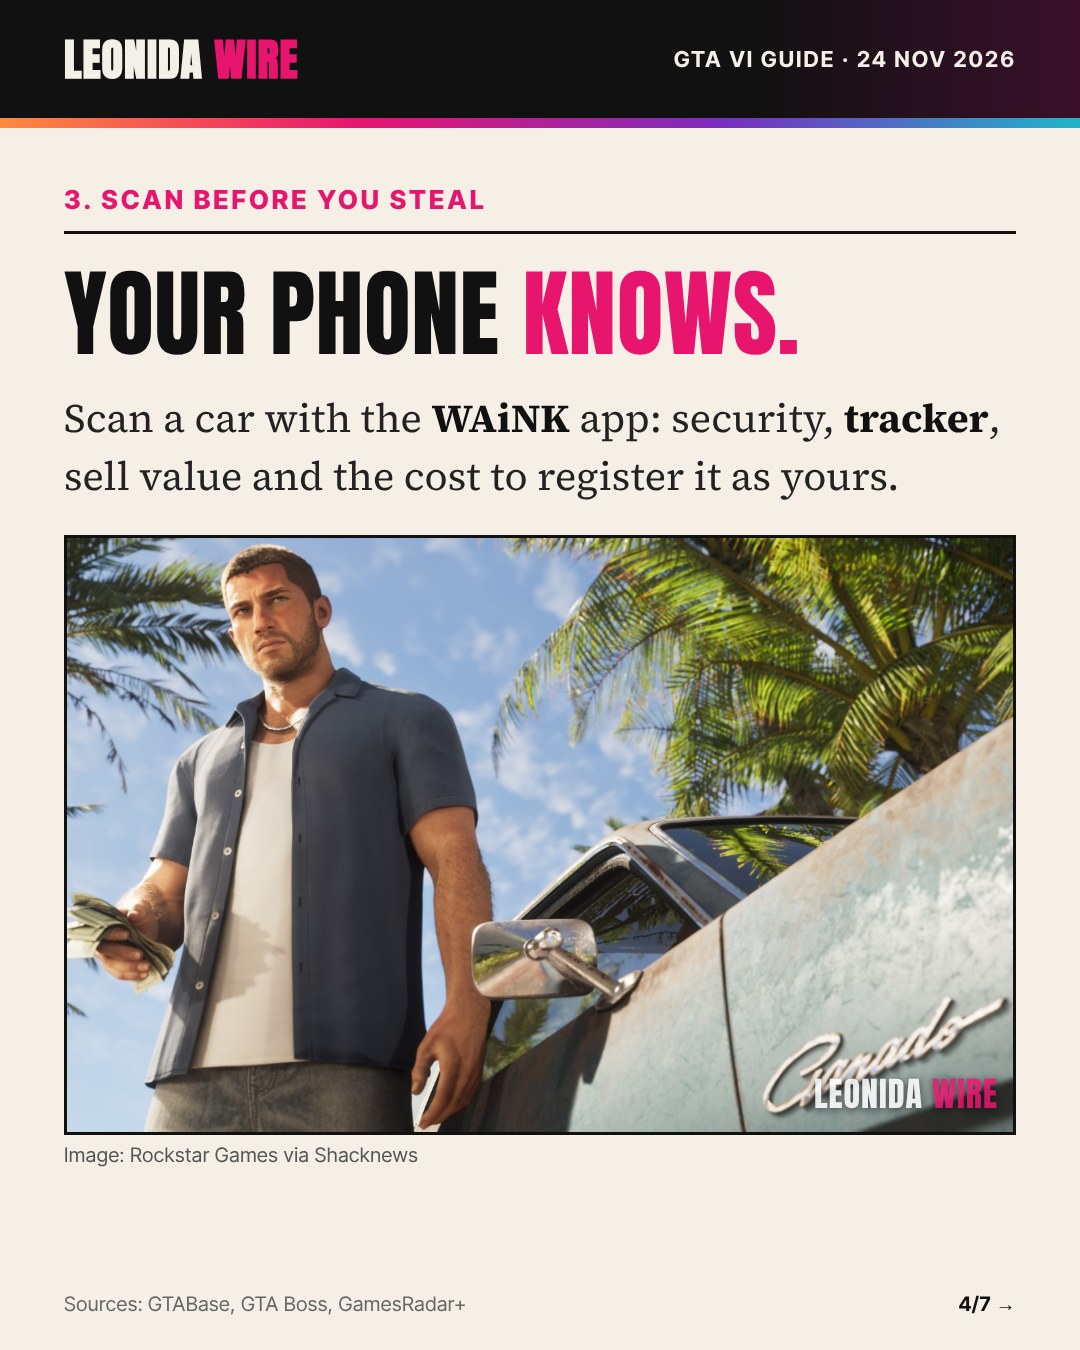 LEONIDA WIRE
GTA VI GUIDE · 24 NOV 2026
3. SCAN BEFORE YOU STEAL
YOUR PHONE KNOWS.
Scan a car with the WAiNK app: security, tracker,
sell value and the cost to register it as yours.
Canado
LEONIDA WIRE
Image: Rockstar Games via Shacknews
Sources: GTABase, GTA Boss, GamesRadar+
4/7 →